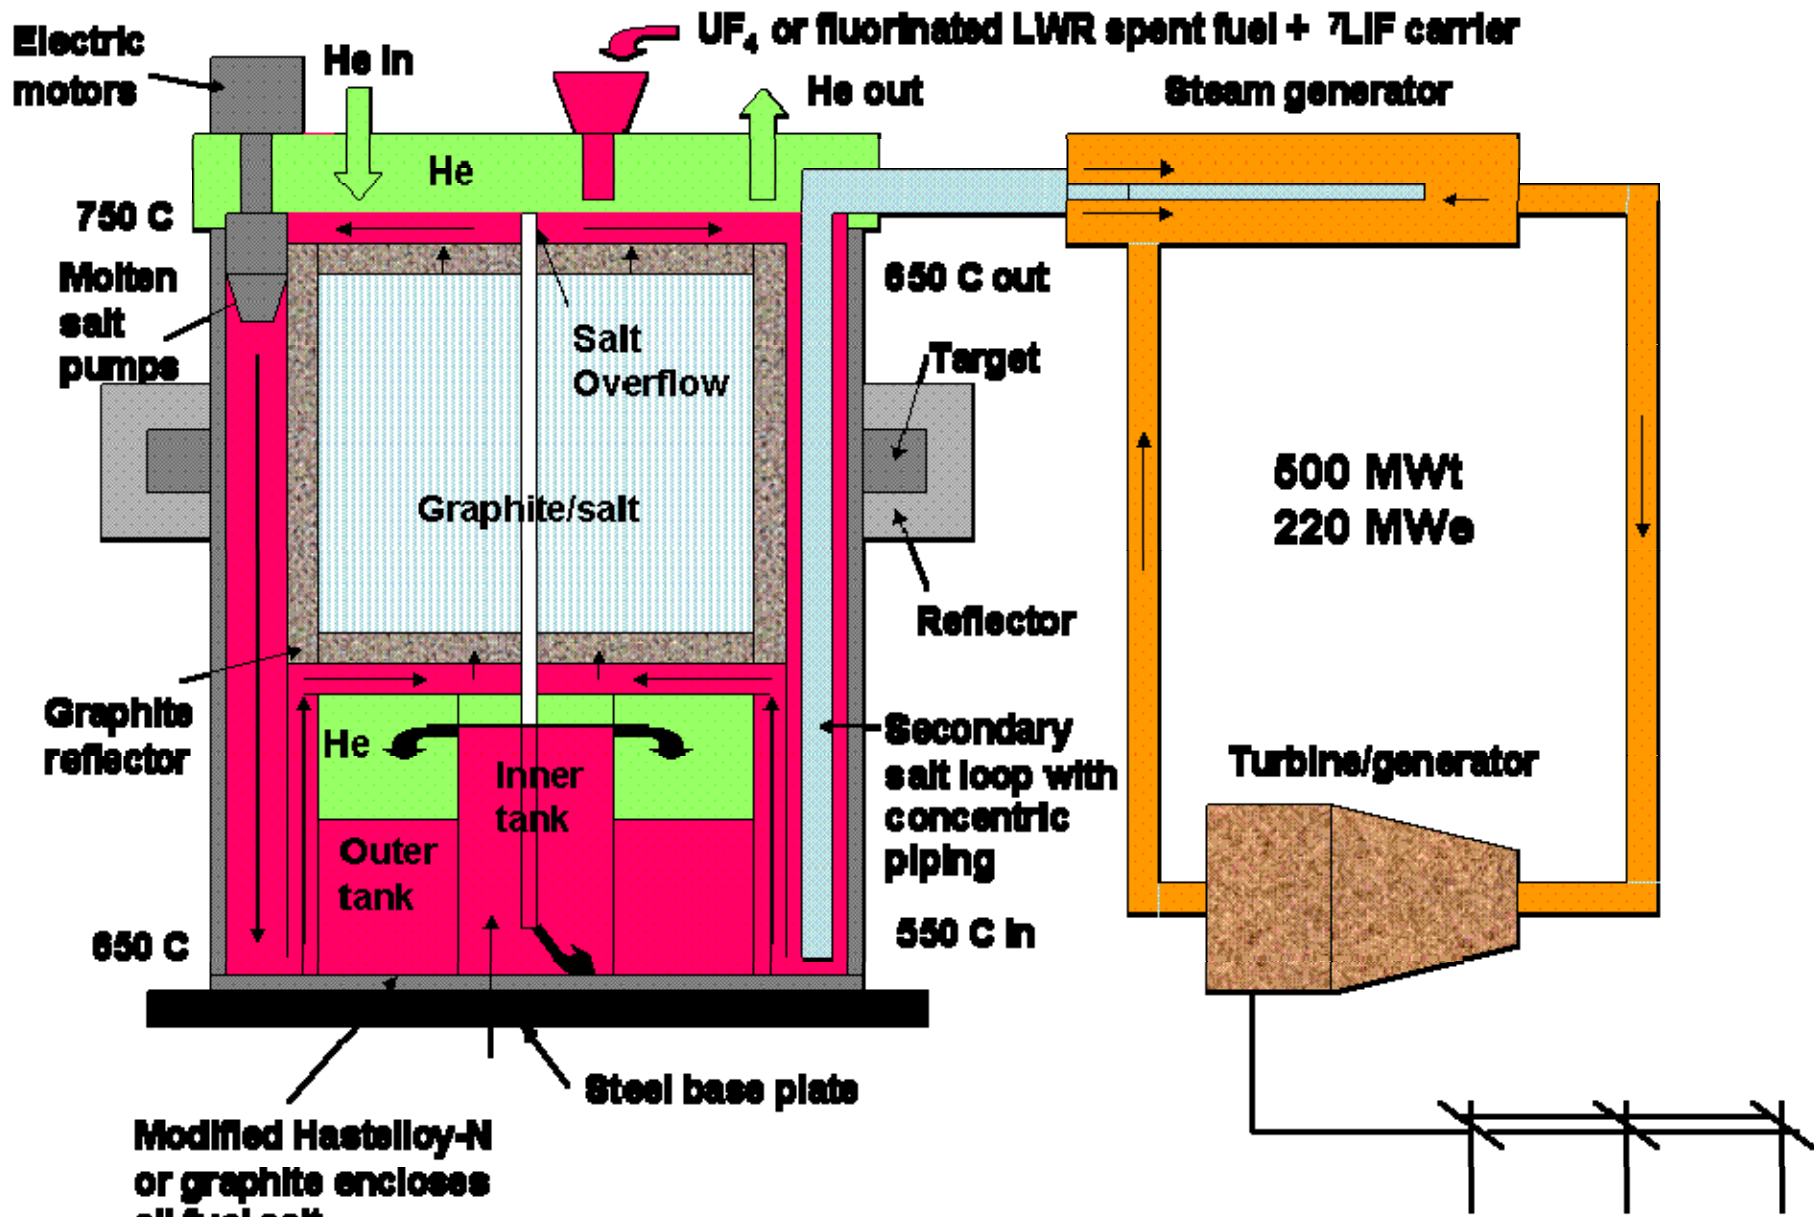 UF₄ or fluorinated LWR spent fuel + ⁷LiF carrier
Electric
motors
He in
He out
Steam generator
He
750 C
Molten
salt
pumps
650 C out
Salt
Overflow
Target
Graphite/salt
500 MWt
220 MWe
Reflector
Graphite
reflector
He
Inner
tank
Secondary
salt loop with
concentric
piping
Turbine/generator
Outer
tank
650 C
550 C in
Steel base plate
Modified Hastelloy-N
or graphite encloses
all fuel salt